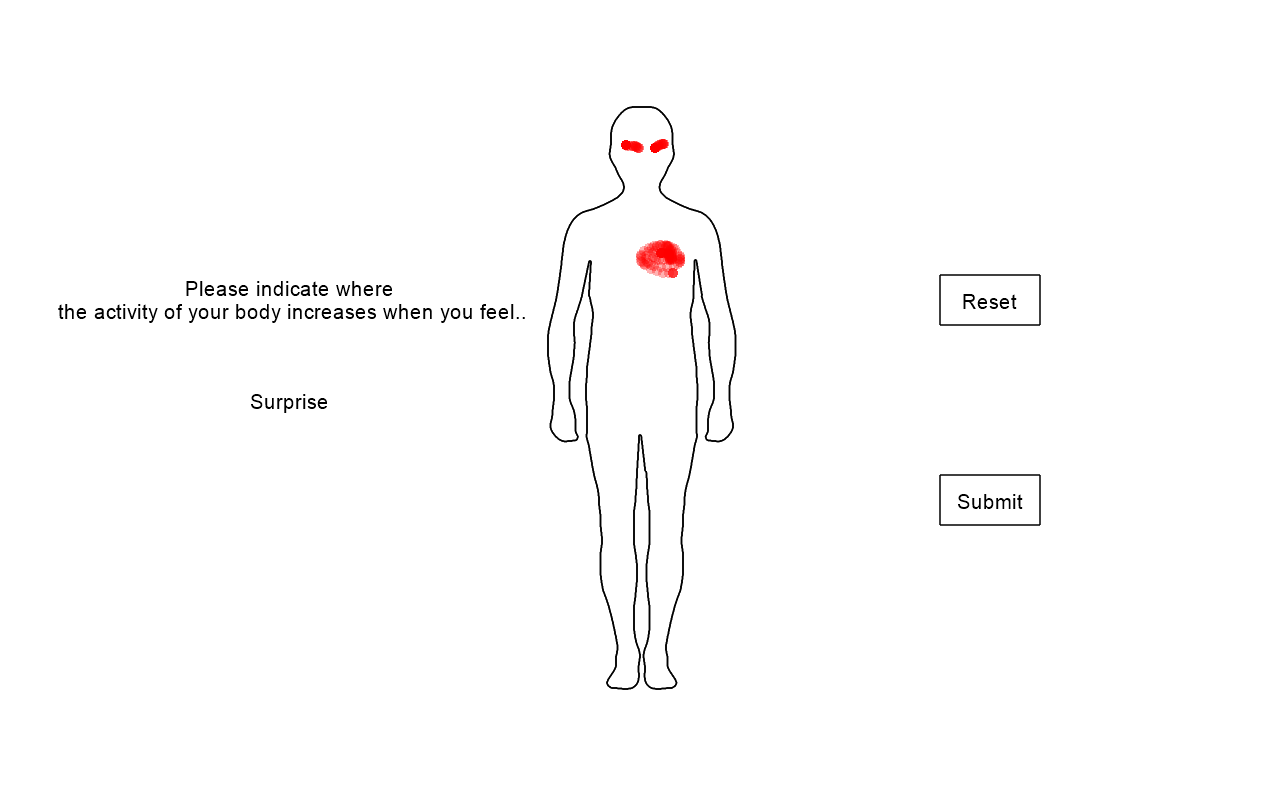 Please indicate where
the activity of your body increases when you feel..
Surprise
Reset
Submit